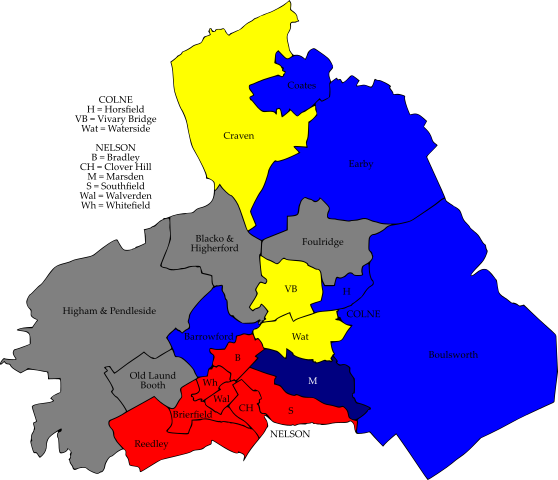 COLNE
H = Horsfield
VB = Vivary Bridge
Wat = Waterside
NELSON
B = Bradley
CH = Clover Hill
M = Marsden
S = Southfield
Wal = Walverden
Wh = Whitefield
Coates
Craven
Earby
Blacko &
Higherford
Foulridge
VB
H
Higham & Pendleside
COLNE
Barrowford
Wat
B
Boulsworth
Old Laund
Booth
Wh
M
Wal
CH
S
Brierfield
NELSON
Reedley